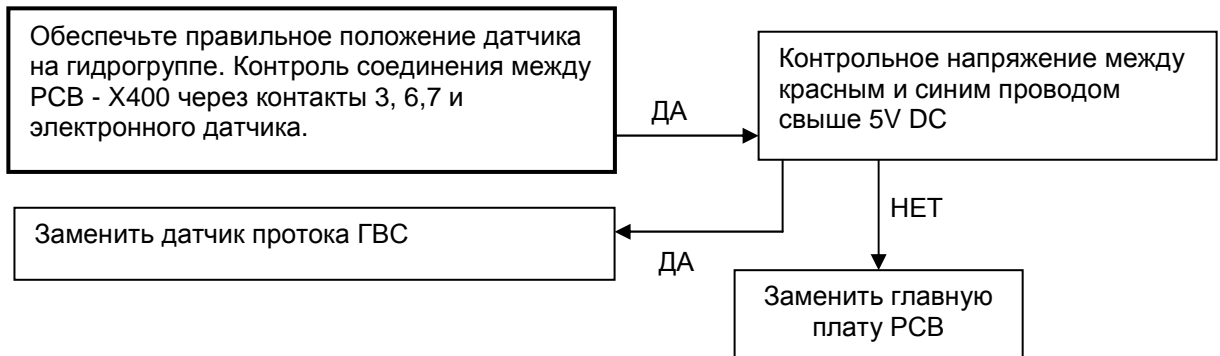 Обеспечьте правильное положение датчика
на гидрогруппе. Контроль соединения между
PCB - X400 через контакты 3, 6,7 и
электронного датчика.
ДА
Контрольное напряжение между
красным и синим проводом
свыше 5V DC
НЕТ
Заменить датчик протока ГВС
ДА
Заменить главную
плату PCB